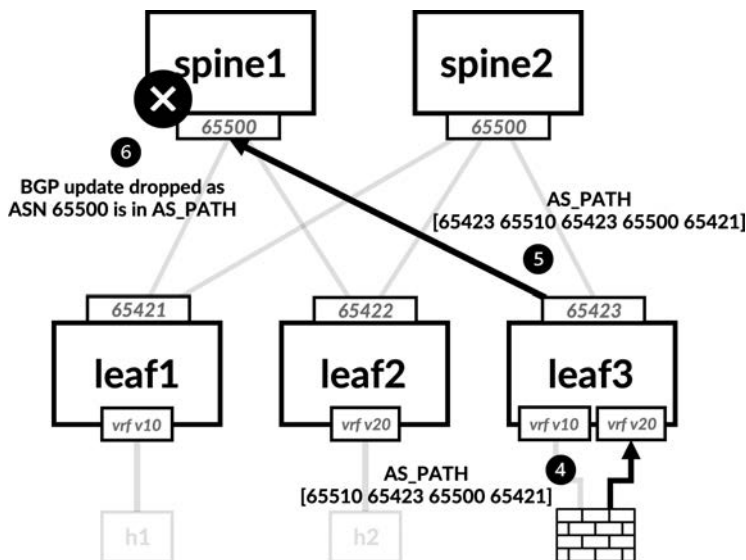 spine1
spine2
65500
65500
6
BGP update dropped as
ASN 65500 is in AS_PATH
AS_PATH
[65423 65510 65423 65500 65421]
5
65421
65422
65423
leaf1
leaf2
leaf3
vrf v10
vrf v20
vrf v10
vrf v20
AS_PATH
[65510 65423 65500 65421]
4
h1
h2